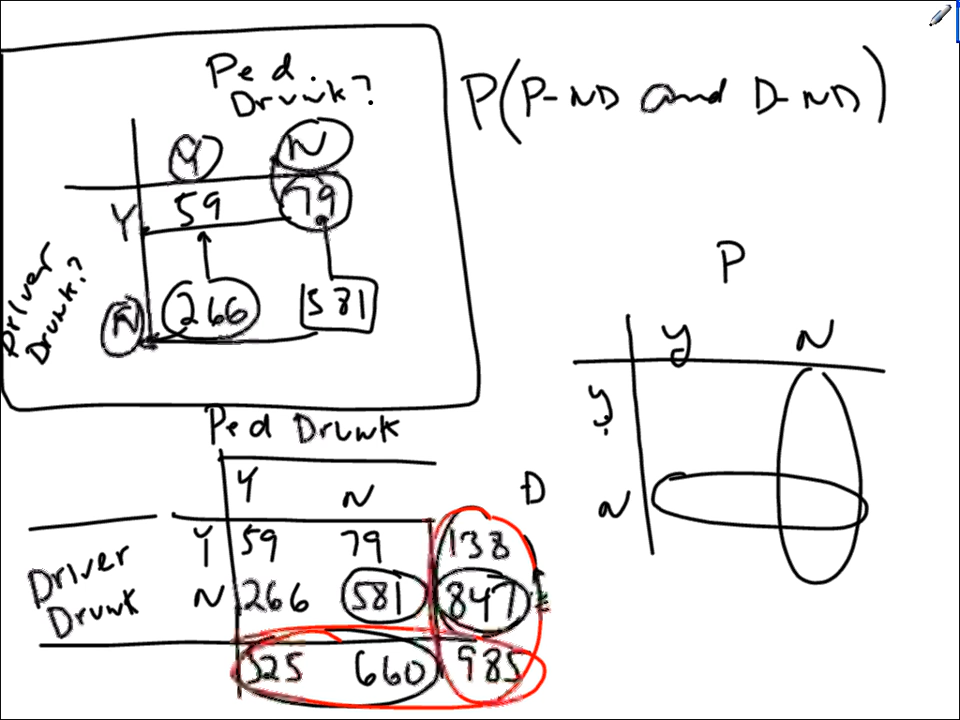 Ped.
Drunk?
Y N
Y 59 79
N 266 581
Driver
Drunk?
P(P-ND and D-ND)
P
y N
y
N
Ped Drunk
Y N D
Y 59 79 138
N 266 581 847
Driver
Drunk
325 660 985